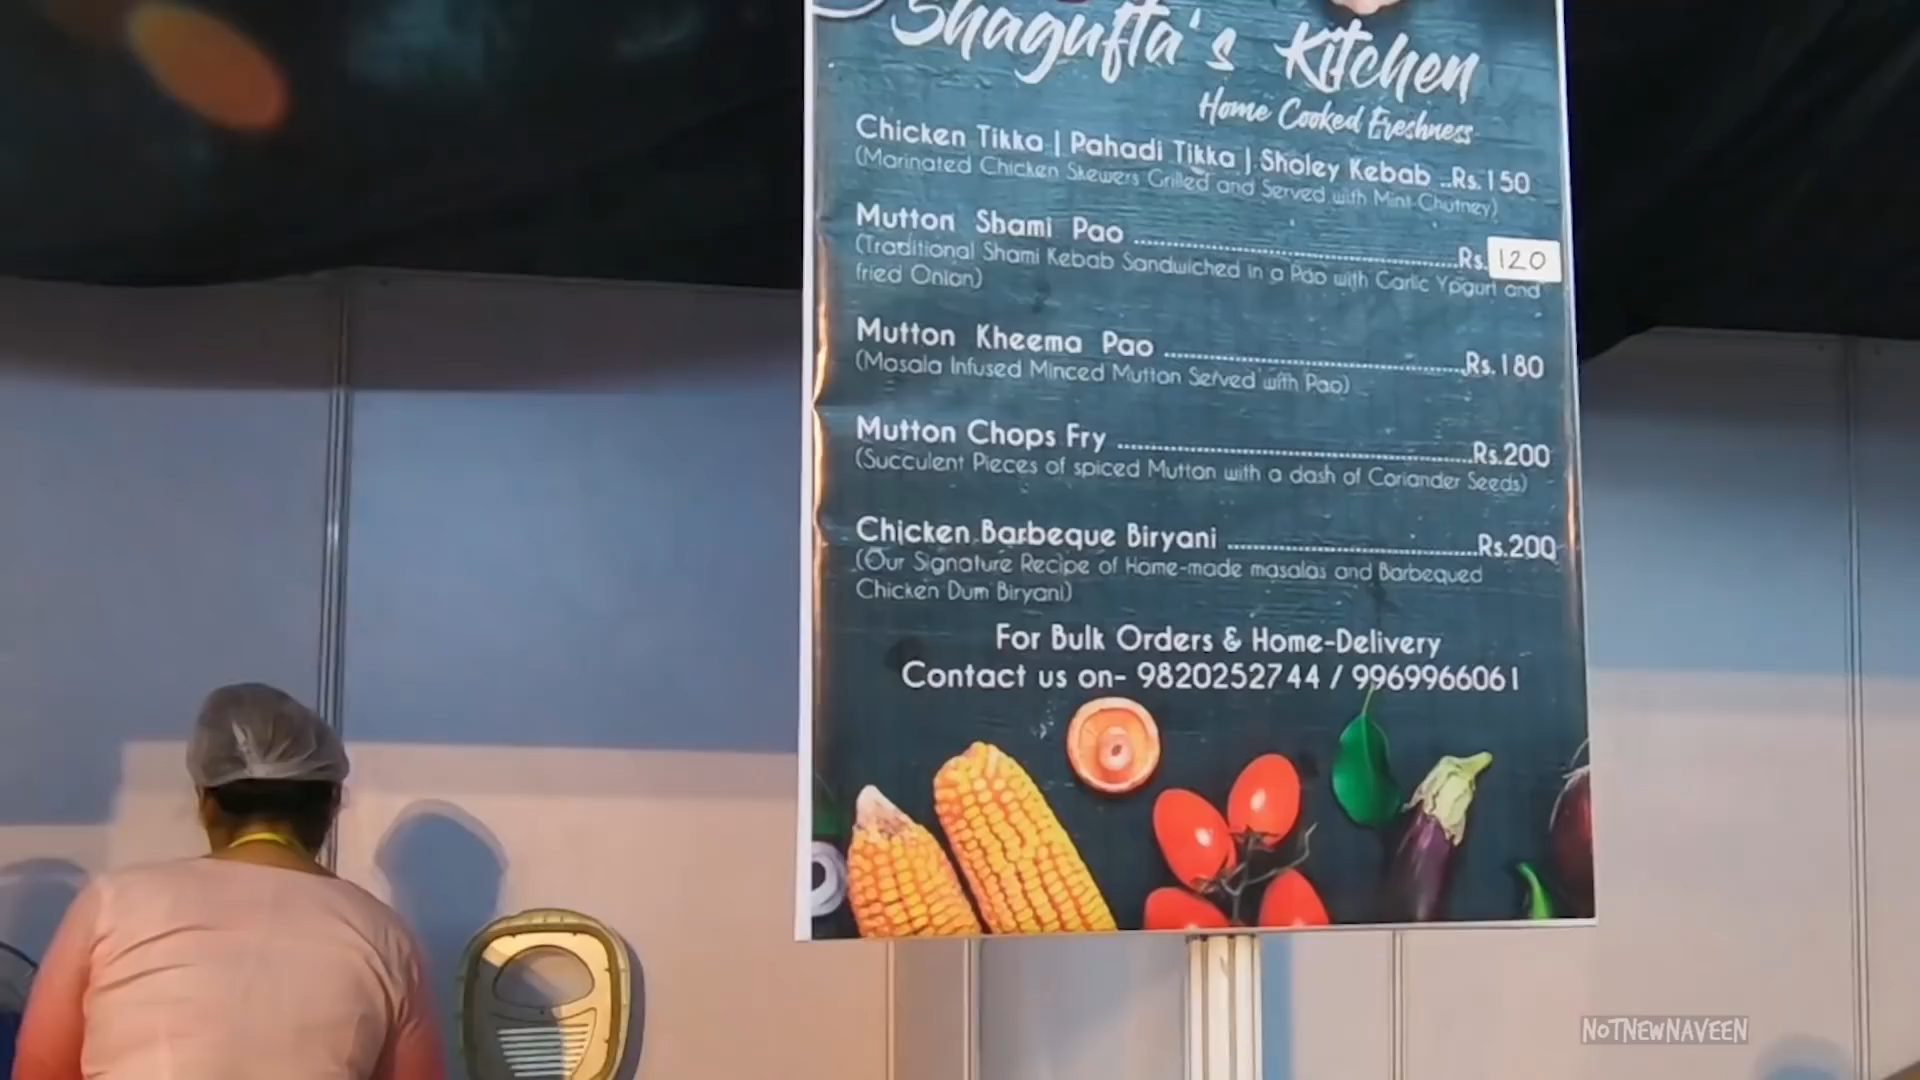 Shagufta's Kitchen
Home Cooked Freshness
Chicken Tikka | Pahadi Tikka | Sholey Kebab ..Rs.150
(Marinated Chicken Skewers Grilled and Served with Mint Chutney)
Mutton Shami Pao ........................................Rs. 120
(Traditional Shami Kebab Sandwiched in a Pao with Garlic Yogurt and
fried Onion)
Mutton Kheema Pao ........................................Rs.180
(Masala Infused Minced Mutton Served with Pao)
Mutton Chops Fry ........................................Rs.200
(Succulent Pieces of spiced Mutton with a dash of Coriander Seeds)
Chicken Barbeque Biryani ........................................Rs.200
(Our Signature Recipe of Home-made masalas and Barbequed
Chicken Dum Biryani)
For Bulk Orders & Home-Delivery
Contact us on- 9820252744 / 9969966061
NOTNEWNAVEEN